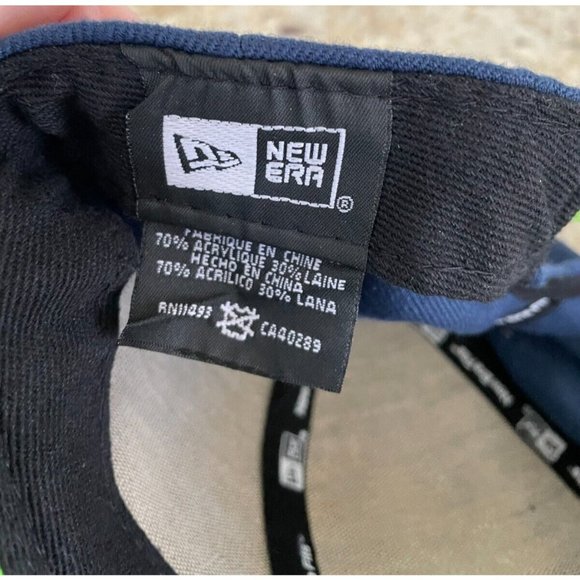 NEW
ERA
®
FABRIQUE EN CHINE
70% ACRYLIQUE 30% LAINE
HECHO EN CHINA
70% ACRILICO 30% LANA
RN11493 CA40289